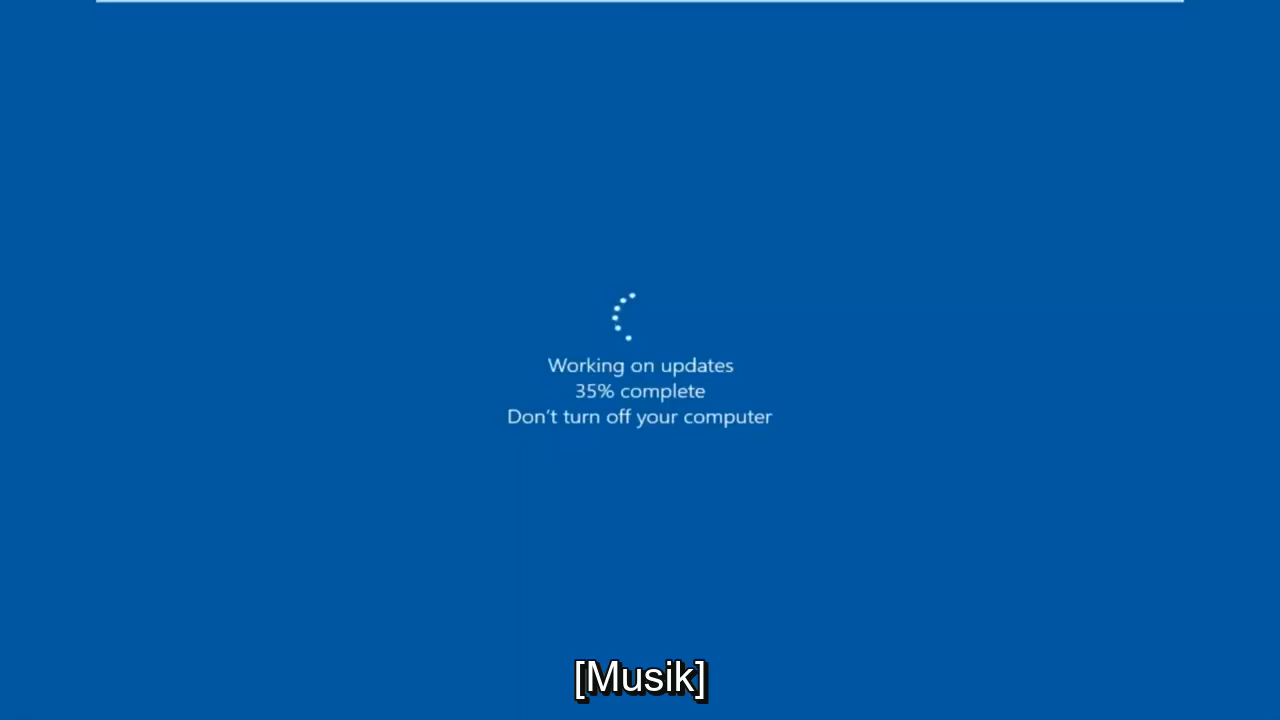 Working on updates
35% complete
Don't turn off your computer
[Musik]